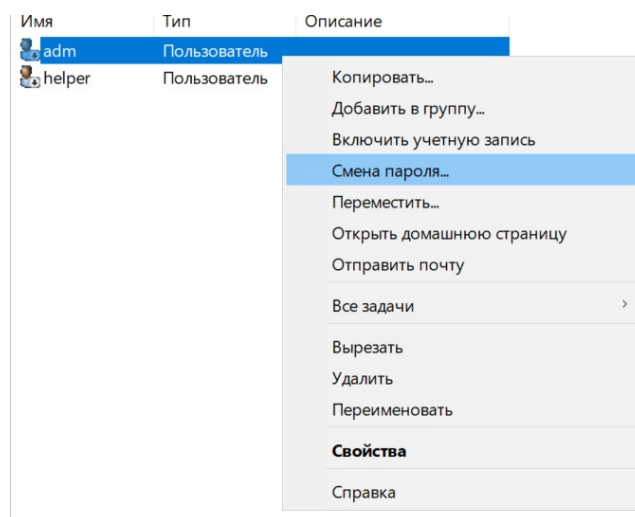 Имя Тип Описание
adm Пользователь
helper Пользователь
Копировать...
Добавить в группу...
Включить учетную запись
Смена пароля...
Переместить...
Открыть домашнюю страницу
Отправить почту
Все задачи
Вырезать
Удалить
Переименовать
Свойства
Справка